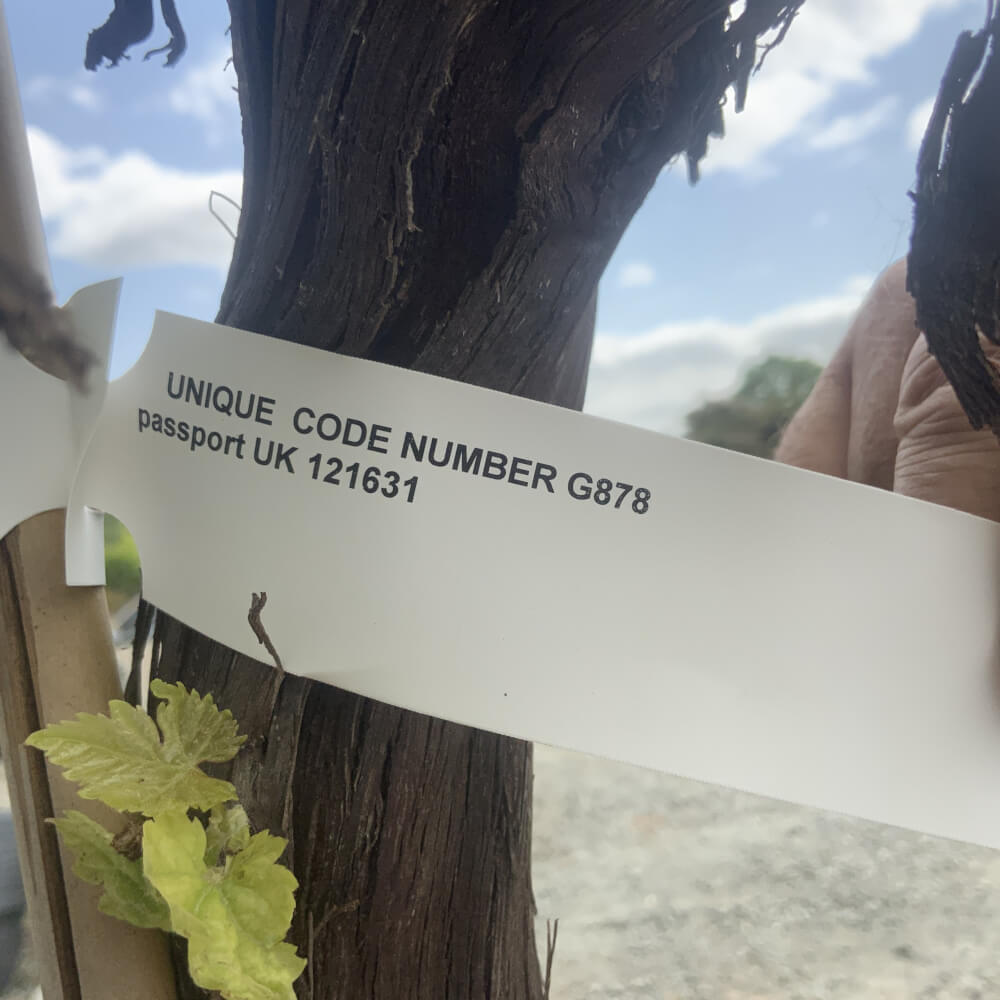 UNIQUE CODE NUMBER G878
passport UK 121631